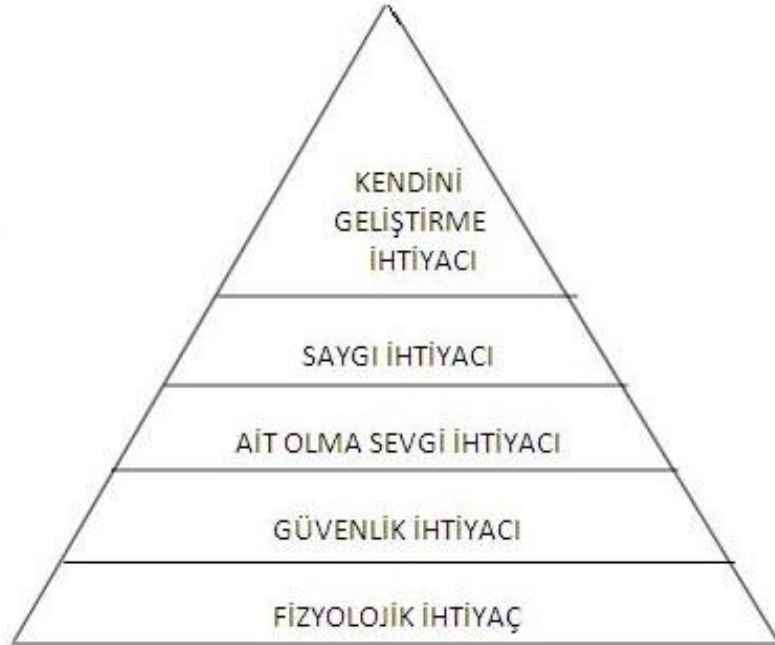 KENDİNİ
GELİŞTİRME
İHTİYACI
SAYGI İHTİYACI
AİT OLMA SEVGİ İHTİYACI
GÜVENLİK İHTİYACI
FİZYOLOJİK İHTİYAÇ